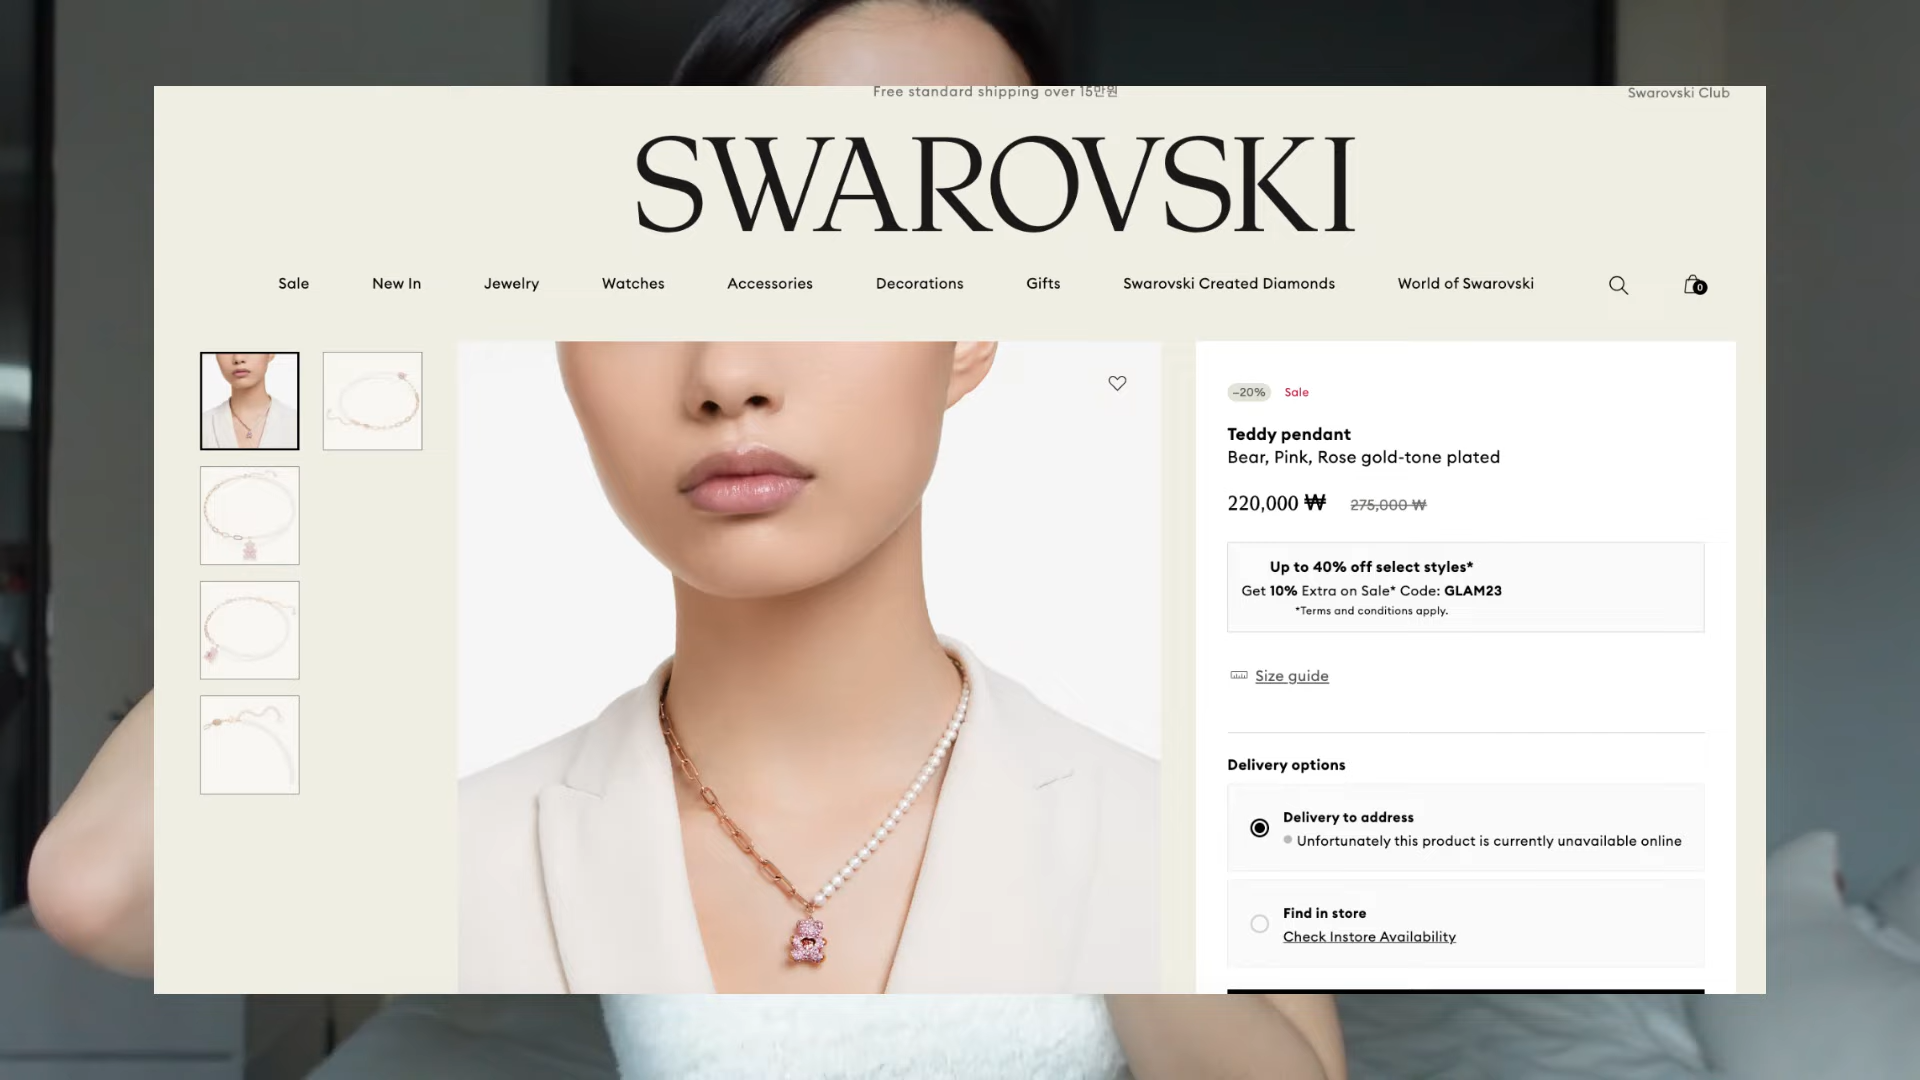 Free standard shipping over 15만원
Swarovski Club
SWAROVSKI
Sale
New In
Jewelry
Watches
Accessories
Decorations
Gifts
Swarovski Created Diamonds
World of Swarovski
0
–20%
Sale
Teddy pendant
Bear, Pink, Rose gold-tone plated
220,000 ₩ 275,000 ₩
Up to 40% off select styles*
Get 10% Extra on Sale* Code: GLAM23
*Terms and conditions apply.
Size guide
Delivery options
Delivery to address
Unfortunately this product is currently unavailable online
Find in store
Check Instore Availability